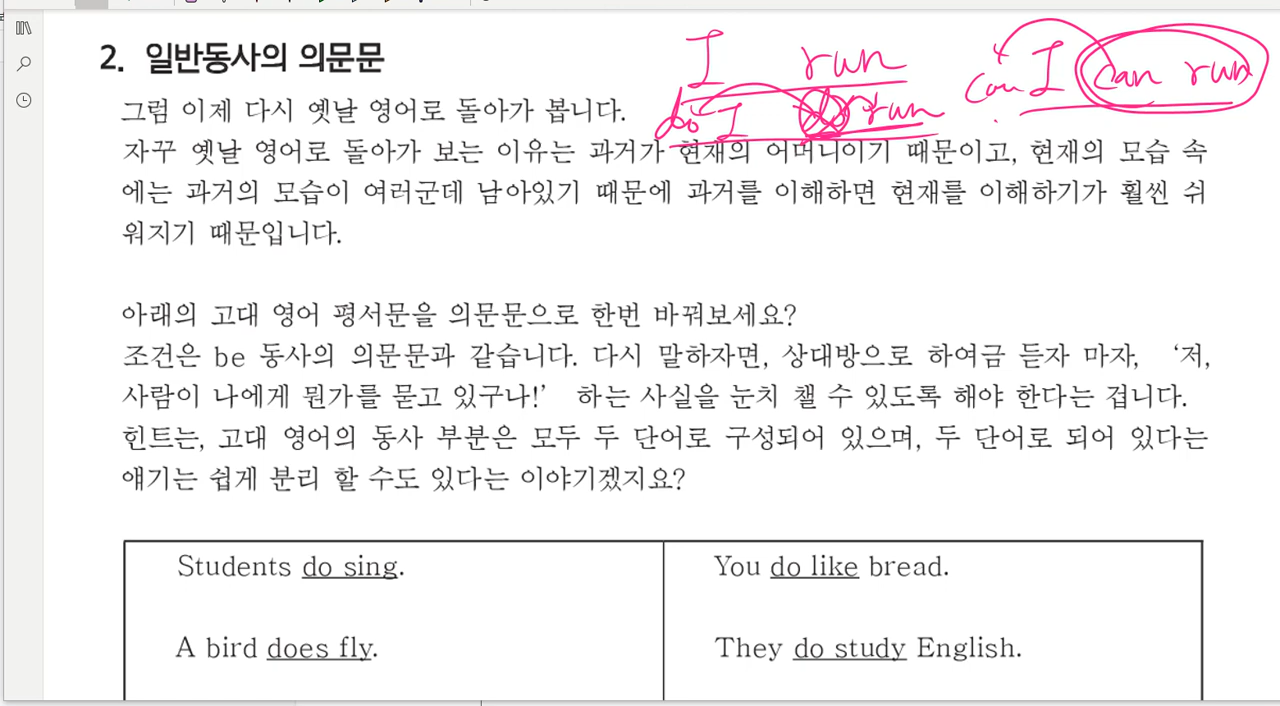 2. 일반동사의 의문문
I run
can I can run
do I do run
그럼 이제 다시 옛날 영어로 돌아가 봅니다.
자꾸 옛날 영어로 돌아가 보는 이유는 과거가 현재의 어머니이기 때문이고, 현재의 모습 속
에는 과거의 모습이 여러군데 남아있기 때문에 과거를 이해하면 현재를 이해하기가 훨씬 쉬
워지기 때문입니다.
아래의 고대 영어 평서문을 의문문으로 한번 바꿔보세요?
조건은 be 동사의 의문문과 같습니다. 다시 말하자면, 상대방으로 하여금 듣자 마자, ‘저,
사람이 나에게 뭔가를 묻고 있구나!’ 하는 사실을 눈치 챌 수 있도록 해야 한다는 겁니다.
힌트는, 고대 영어의 동사 부분은 모두 두 단어로 구성되어 있으며, 두 단어로 되어 있다는
얘기는 쉽게 분리 할 수도 있다는 이야기겠지요?
Students do sing.
You do like bread.
A bird does fly.
They do study English.